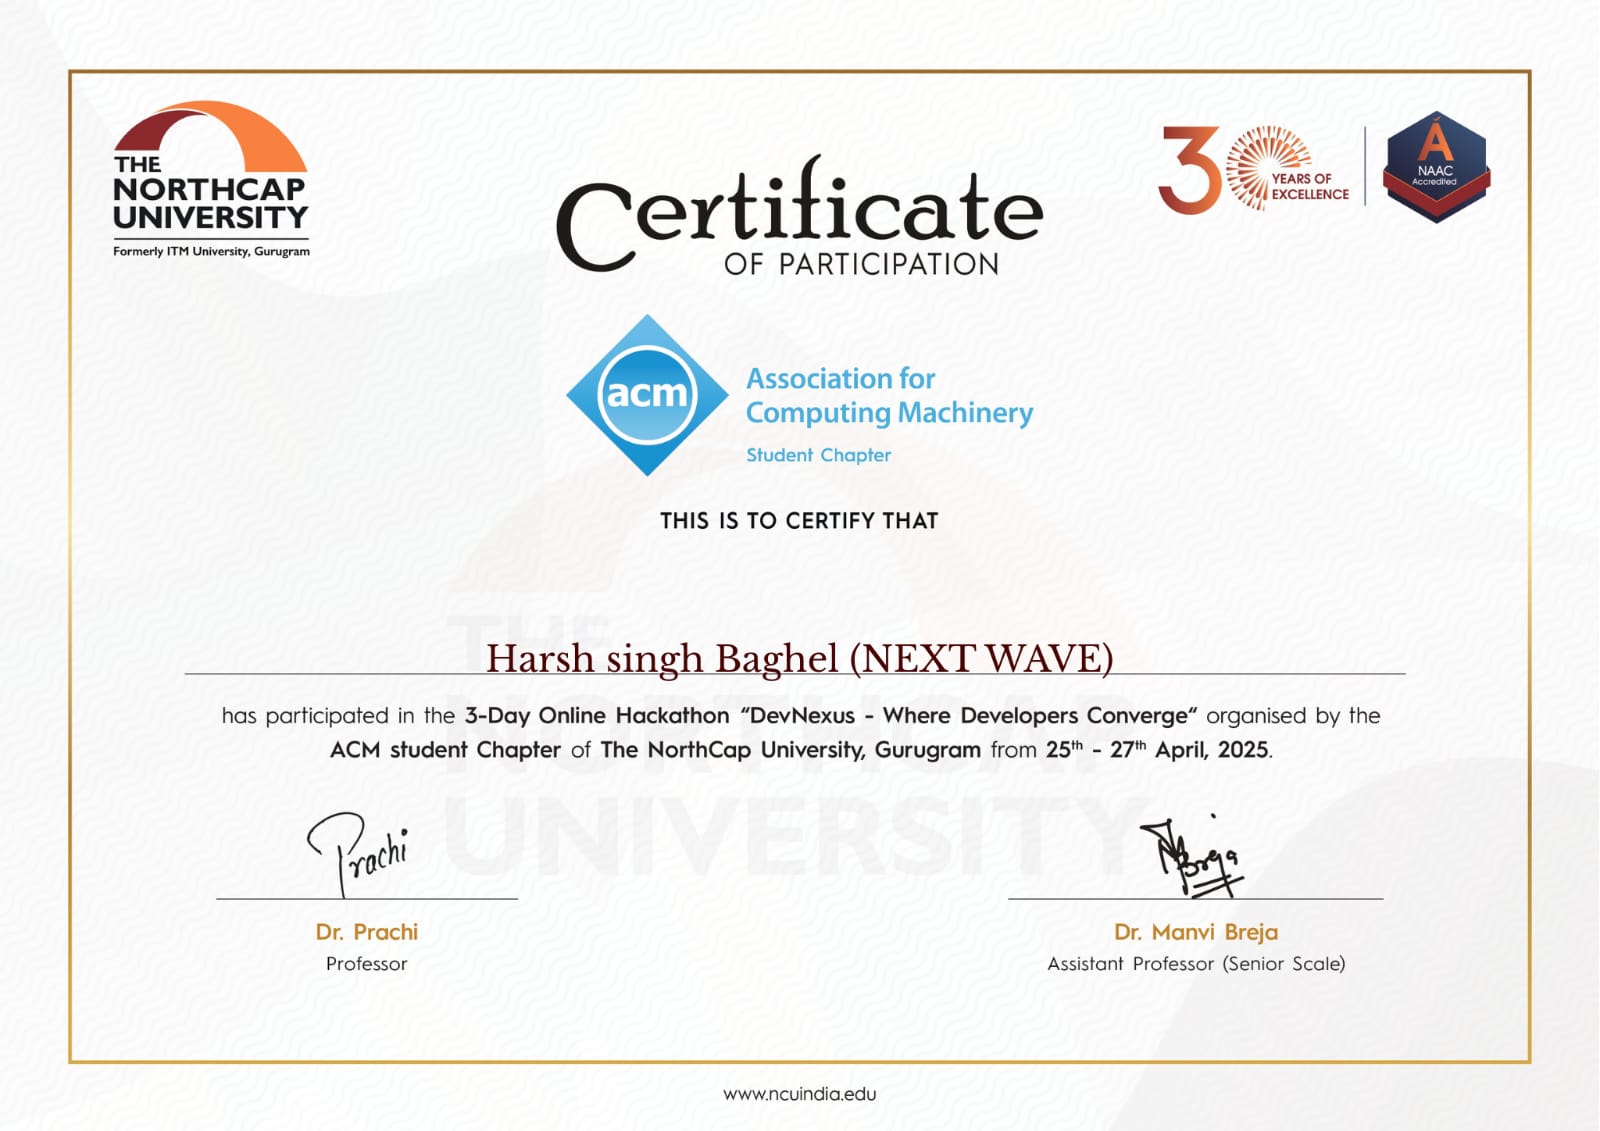 THE
NORTHCAP
UNIVERSITY
Formerly ITM University, Gurugram
30 YEARS OF
EXCELLENCE
Á
NAAC
Accredited
Certificate
OF PARTICIPATION
acm
Association for
Computing Machinery
Student Chapter
THIS IS TO CERTIFY THAT
Harsh singh Baghel (NEXT WAVE)
has participated in the 3-Day Online Hackathon “DevNexus - Where Developers Converge“ organised by the
ACM student Chapter of The NorthCap University, Gurugram from 25th - 27th April, 2025.
THE
NORTHCAP
UNIVERSITY
Prachi
MBreja
Dr. Prachi
Professor
Dr. Manvi Breja
Assistant Professor (Senior Scale)
www.ncuindia.edu